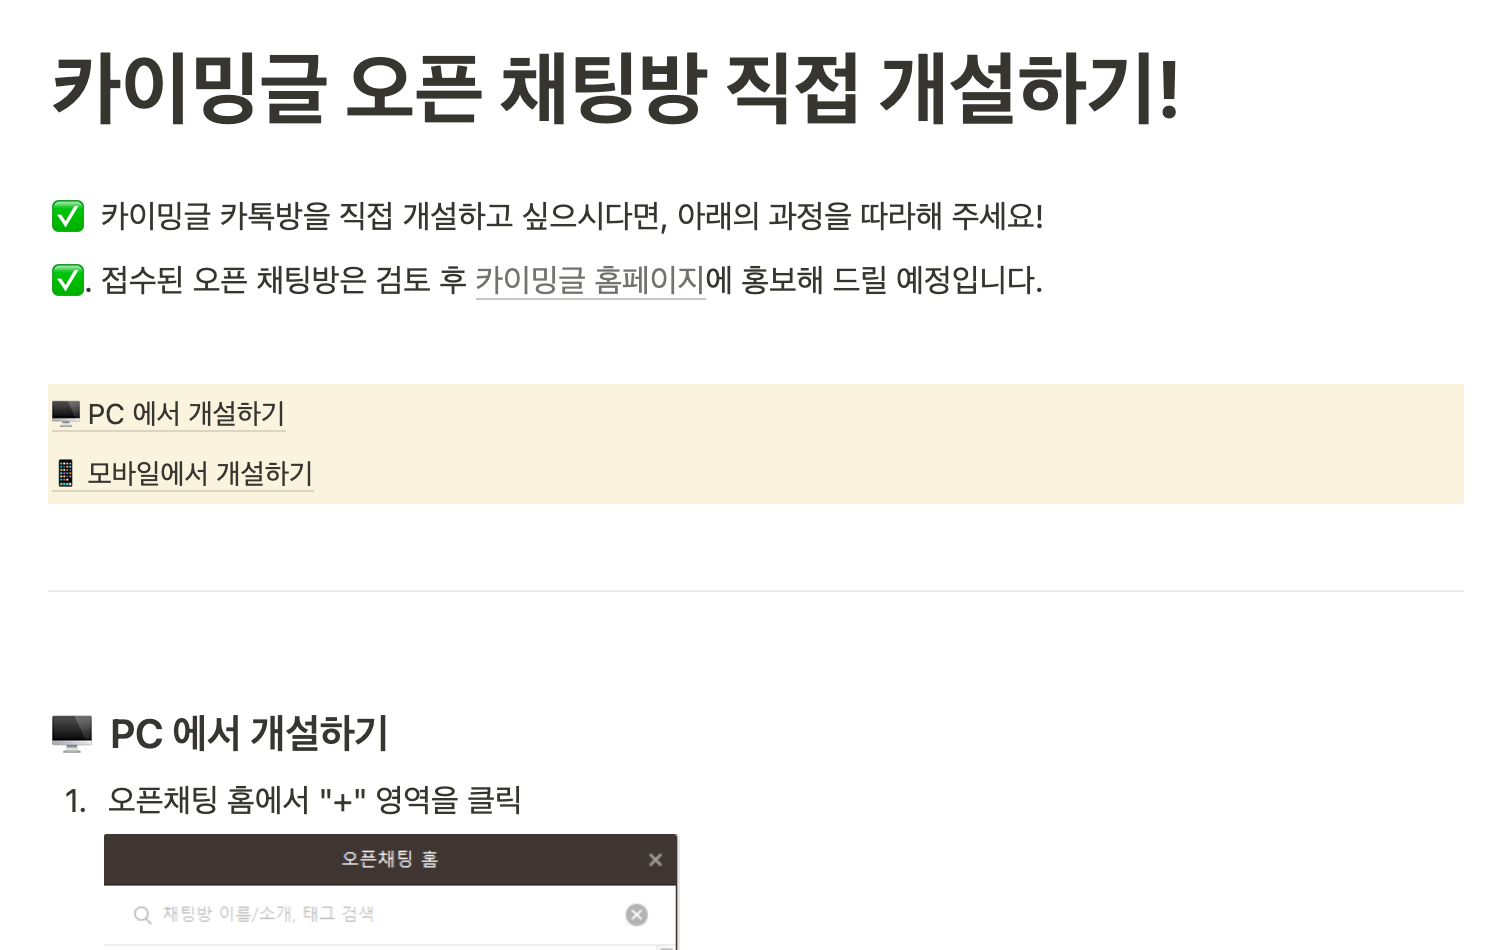 카이밍글 오픈 채팅방 직접 개설하기!
✅ 카이밍글 카톡방을 직접 개설하고 싶으시다면, 아래의 과정을 따라해 주세요!
✅. 접수된 오픈 채팅방은 검토 후 카이밍글 홈페이지에 홍보해 드릴 예정입니다.
🖥️ PC 에서 개설하기
📱 모바일에서 개설하기
🖥️ PC 에서 개설하기
1. 오픈채팅 홈에서 "+" 영역을 클릭
오픈채팅 홈
채팅방 이름/소개, 태그 검색